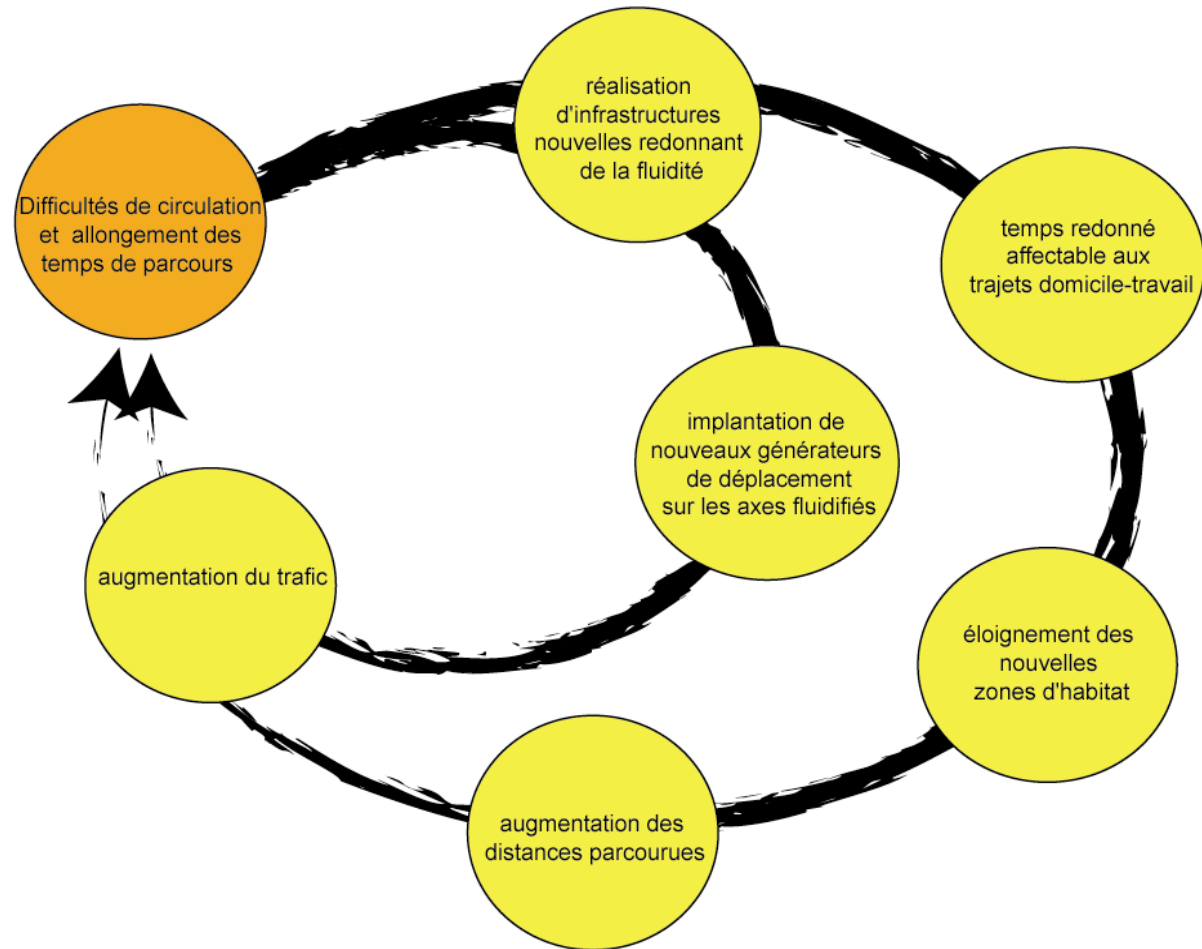 Difficultés de circulation
et allongement des
temps de parcours
réalisation
d'infrastructures
nouvelles redonnant
de la fluidité
temps redonné
affectable aux
trajets domicile-travail
implantation de
nouveaux générateurs
de déplacement
sur les axes fluidifiés
augmentation du trafic
éloignement des
nouvelles
zones d'habitat
augmentation des
distances parcourues